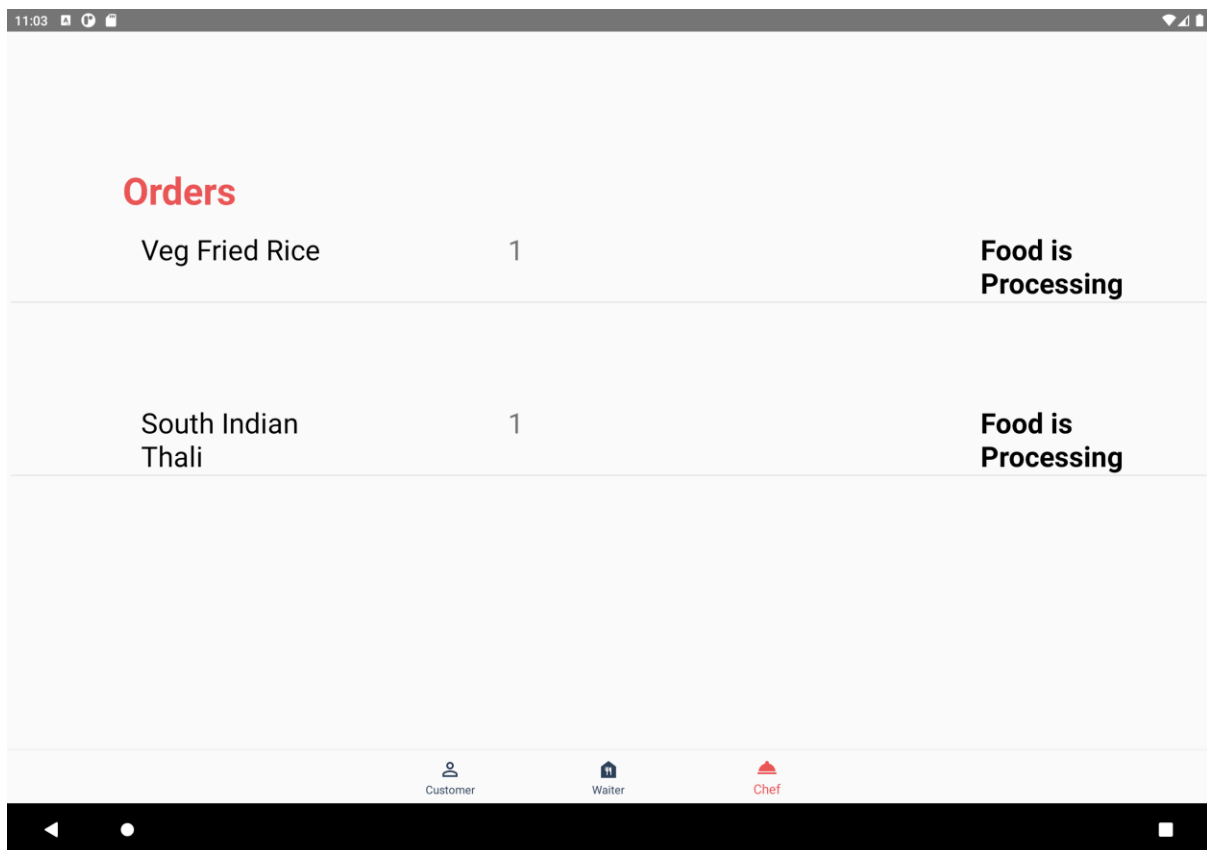 11:03
Orders
Veg Fried Rice 1 Food is
Processing
South Indian 1 Food is
Thali Processing
Customer Waiter Chef